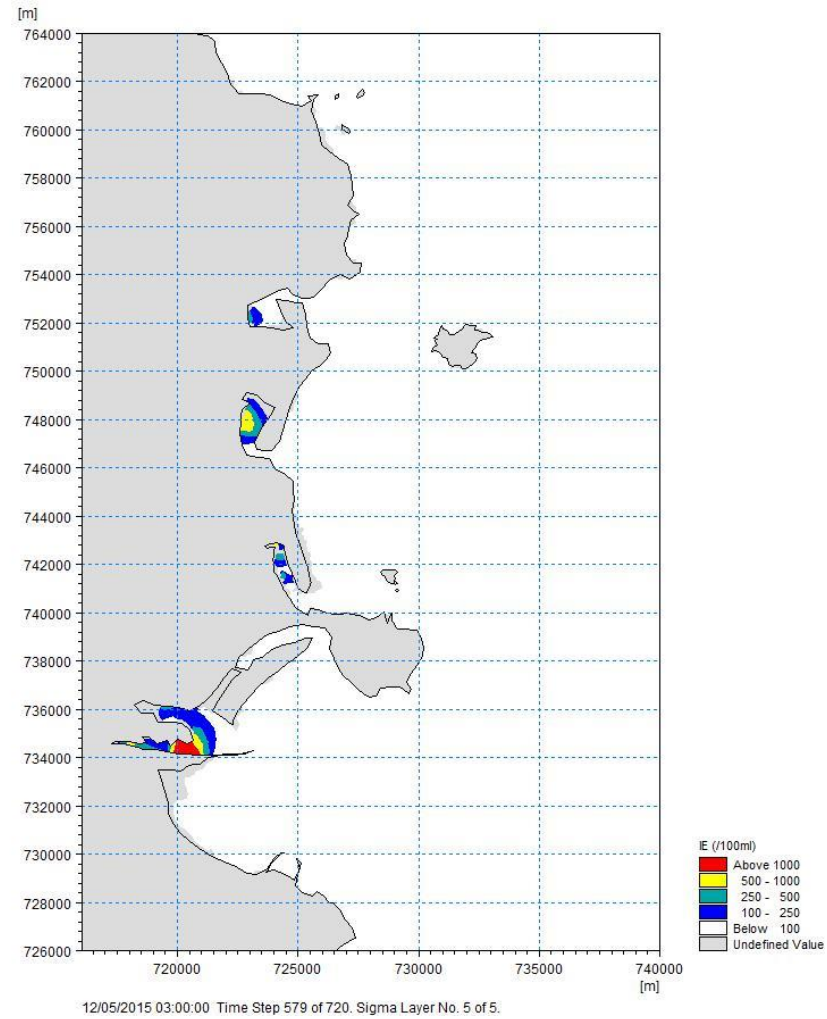 [m]
764000
762000
760000
758000
756000
754000
752000
750000
748000
746000
744000
742000
740000
738000
736000
734000
732000
730000
728000
726000
720000 725000 730000 735000 740000
[m]
IE (/100ml)
Above 1000
500 - 1000
250 - 500
100 - 250
Below 100
Undefined Value
12/05/2015 03:00:00 Time Step 579 of 720. Sigma Layer No. 5 of 5.